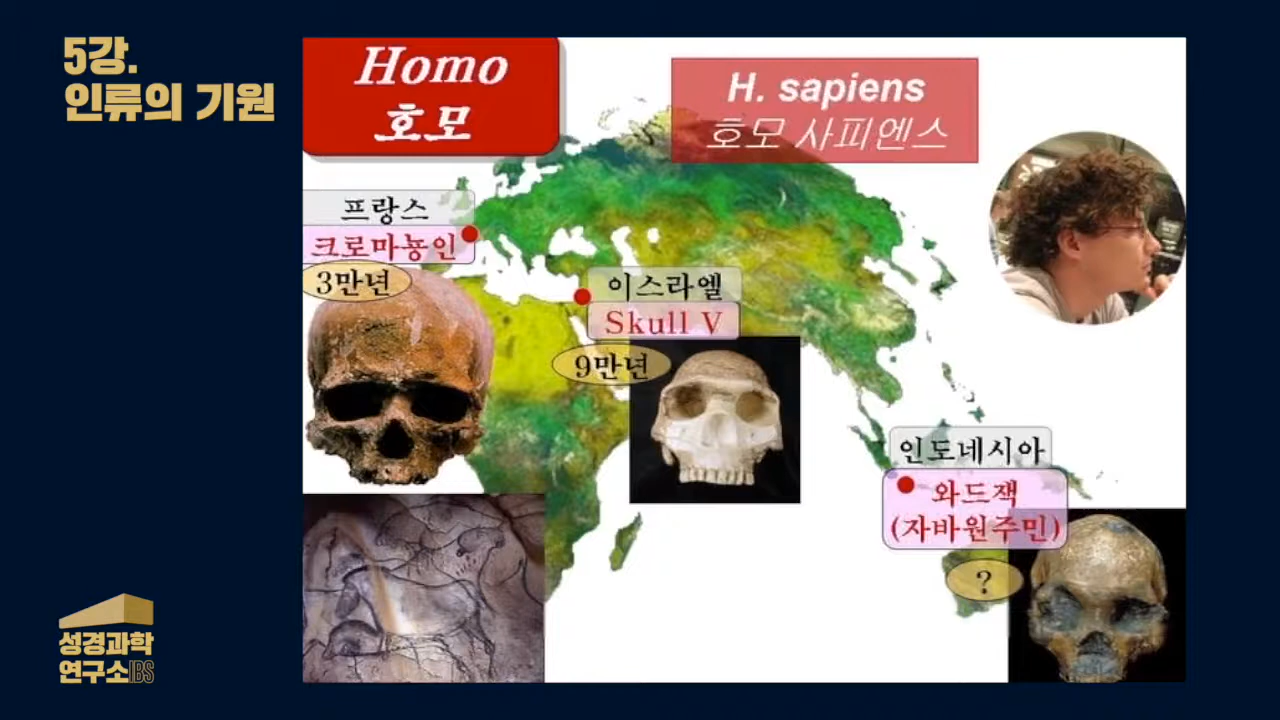 5강.
인류의 기원
Homo
호모
H. sapiens
호모 사피엔스
프랑스
크로마뇽인
3만년
이스라엘
Skull V
9만년
인도네시아
와드잭
(자바원주민)
?
성경과학
연구소IBS